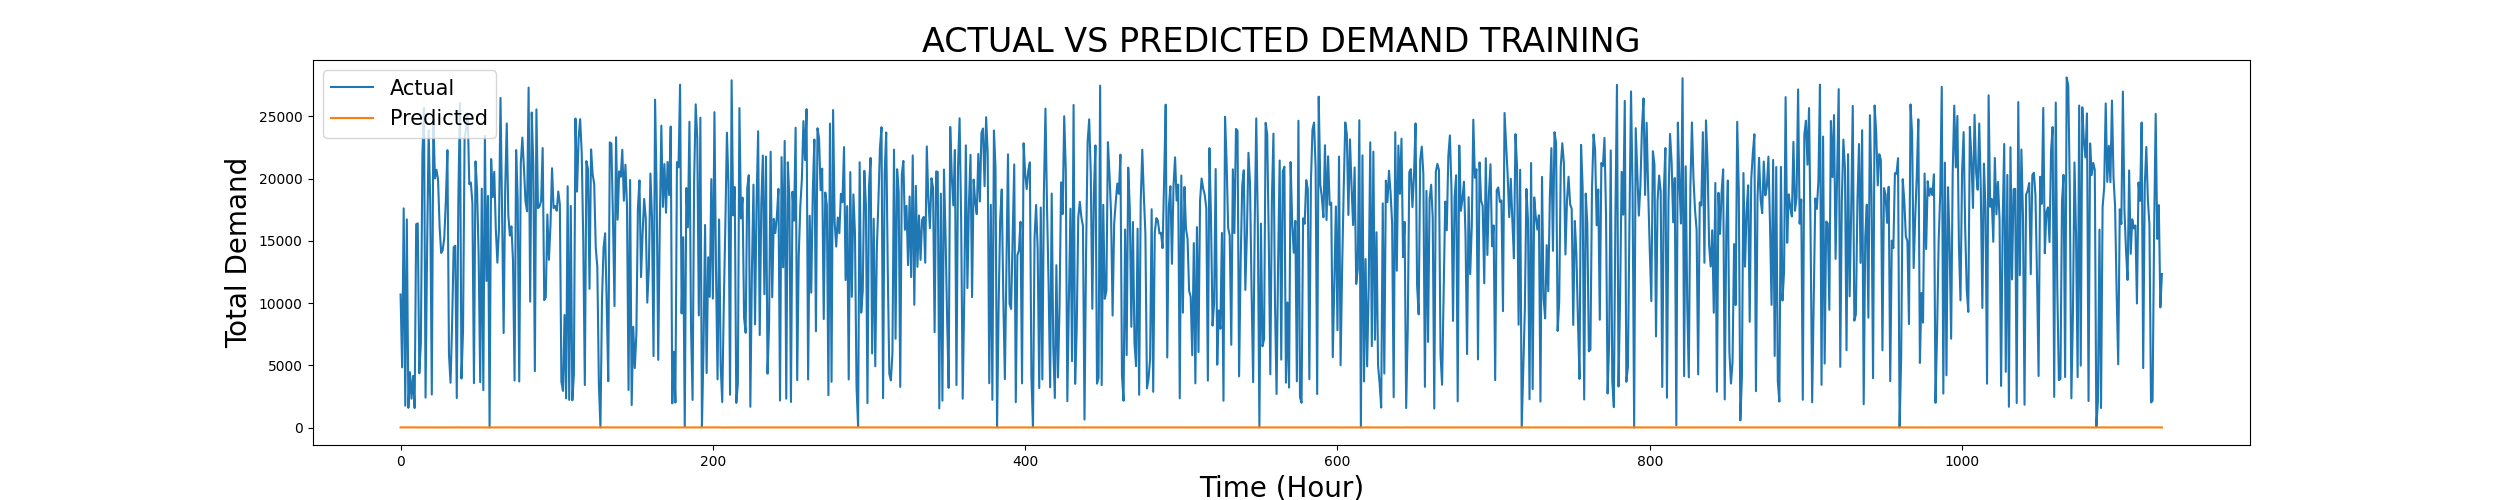 ACTUAL VS PREDICTED DEMAND TRAINING
Actual
Predicted
Total Demand
25000
20000
15000
10000
5000
0
0 200 400 600 800 1000
Time (Hour)